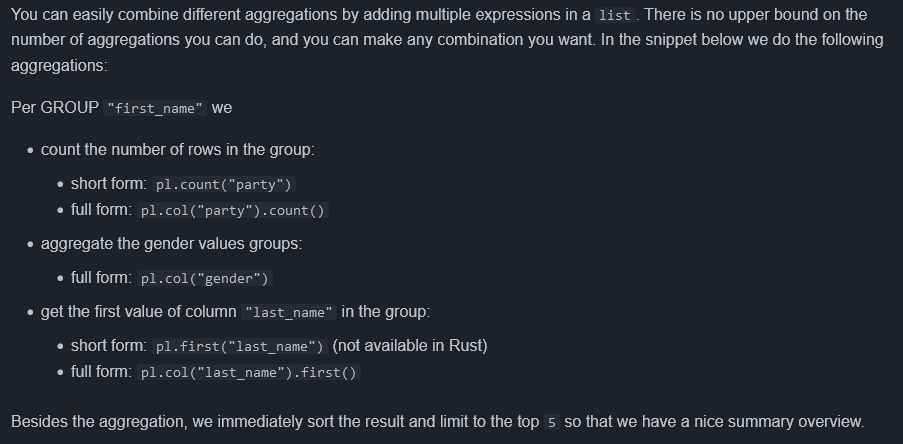 You can easily combine different aggregations by adding multiple expressions in a list. There is no upper bound on the
number of aggregations you can do, and you can make any combination you want. In the snippet below we do the following
aggregations:
Per GROUP "first_name" we
• count the number of rows in the group:
• short form: pl.count("party")
• full form: pl.col("party").count()
• aggregate the gender values groups:
• full form: pl.col("gender")
• get the first value of column "last_name" in the group:
• short form: pl.first("last_name") (not available in Rust)
• full form: pl.col("last_name").first()
Besides the aggregation, we immediately sort the result and limit to the top 5 so that we have a nice summary overview.